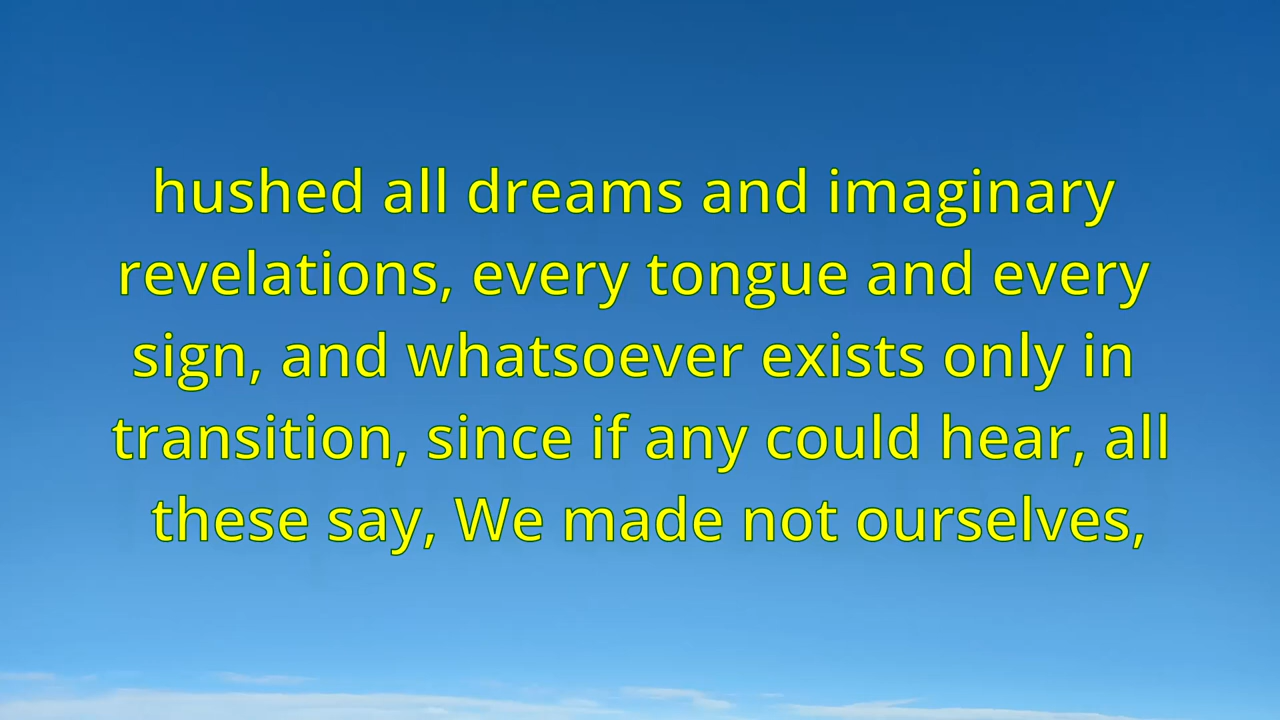 hushed all dreams and imaginary
revelations, every tongue and every
sign, and whatsoever exists only in
transition, since if any could hear, all
these say, We made not ourselves,